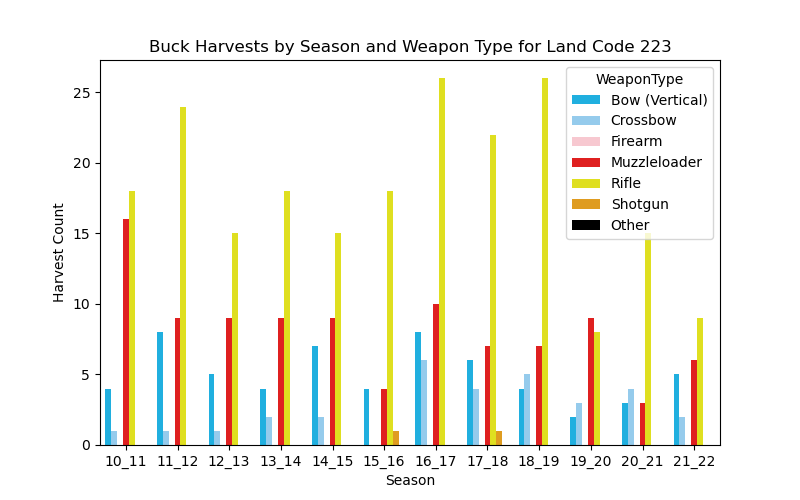 Buck Harvests by Season and Weapon Type for Land Code 223
WeaponType
Bow (Vertical)
Crossbow
Firearm
Muzzleloader
Rifle
Shotgun
Other
Harvest Count
25
20
15
10
5
0
10_11 11_12 12_13 13_14 14_15 15_16 16_17 17_18 18_19 19_20 20_21 21_22
Season